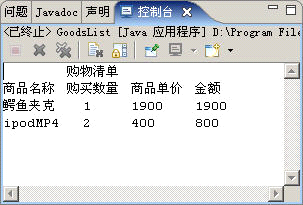 问题 Javadoc 声明 控制台
<已终止> GoodsList [Java 应用程序] D:\Program File
购物清单
商品名称 购买数量 商品单价 金额
鳄鱼夹克 1 1900 1900
ipodMP4 2 400 800